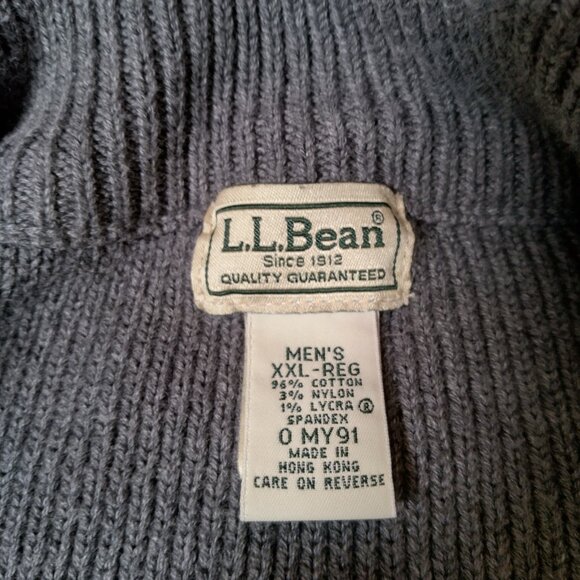 L.L.Bean®
Since 1912
QUALITY GUARANTEED
MEN'S
XXL-REG
96% COTTON
3% NYLON
1% LYCRA ®
SPANDEX
0 MY91
MADE IN
HONG KONG
CARE ON REVERSE